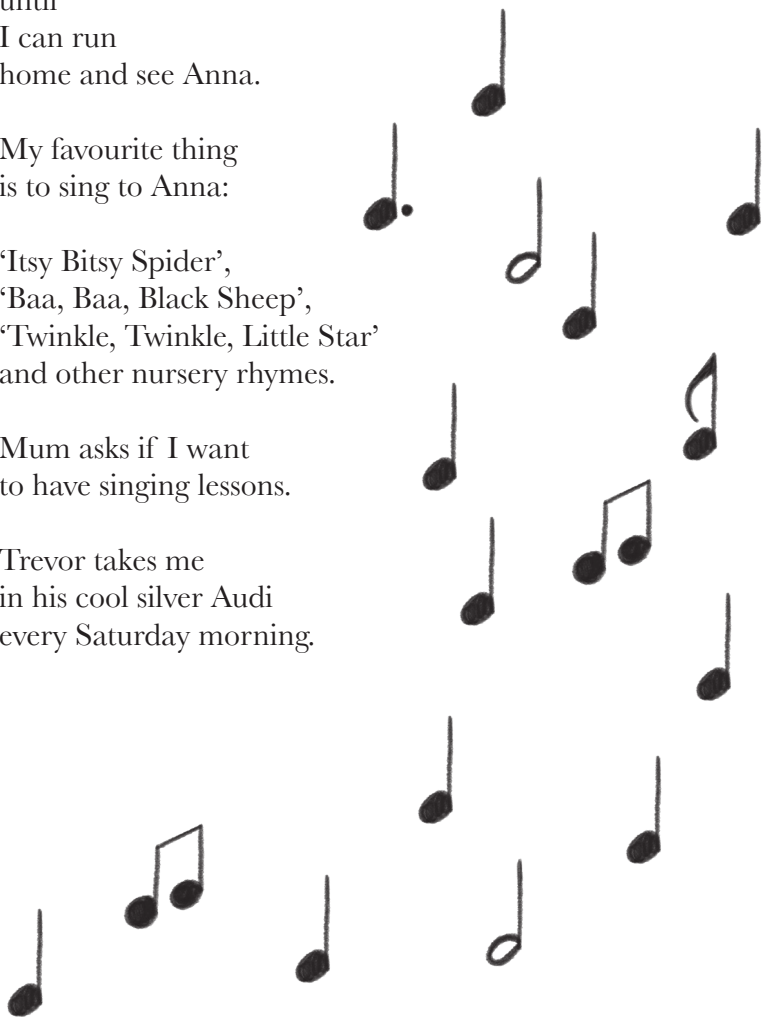 until
I can run
home and see Anna.
My favourite thing
is to sing to Anna:
‘Itsy Bitsy Spider’,
‘Baa, Baa, Black Sheep’,
‘Twinkle, Twinkle, Little Star’
and other nursery rhymes.
Mum asks if I want
to have singing lessons.
Trevor takes me
in his cool silver Audi
every Saturday morning.